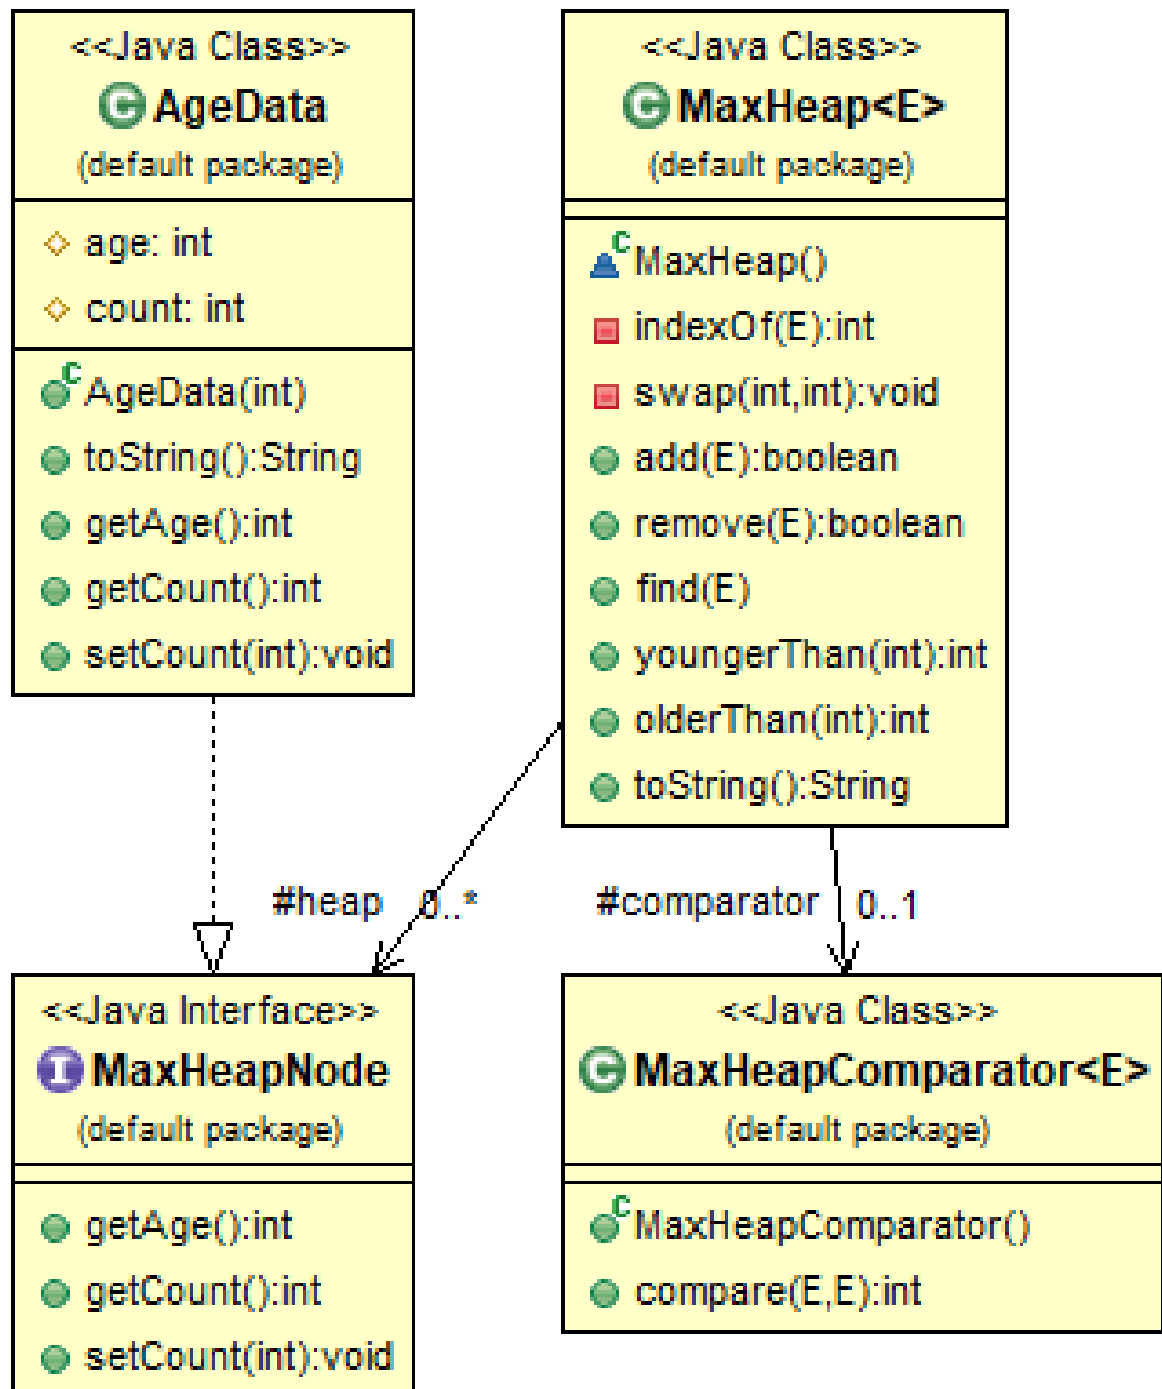 <<Java Class>>
C AgeData
(default package)
age: int
count: int
C AgeData(int)
toString():String
getAge():int
getCount():int
setCount(int):void
<<Java Class>>
C MaxHeap<E>
(default package)
C MaxHeap()
indexOf(E):int
swap(int,int):void
add(E):boolean
remove(E):boolean
find(E)
youngerThan(int):int
olderThan(int):int
toString():String
#heap 0..*
#comparator 0..1
<<Java Interface>>
I MaxHeapNode
(default package)
getAge():int
getCount():int
setCount(int):void
<<Java Class>>
C MaxHeapComparator<E>
(default package)
C MaxHeapComparator()
compare(E,E):int